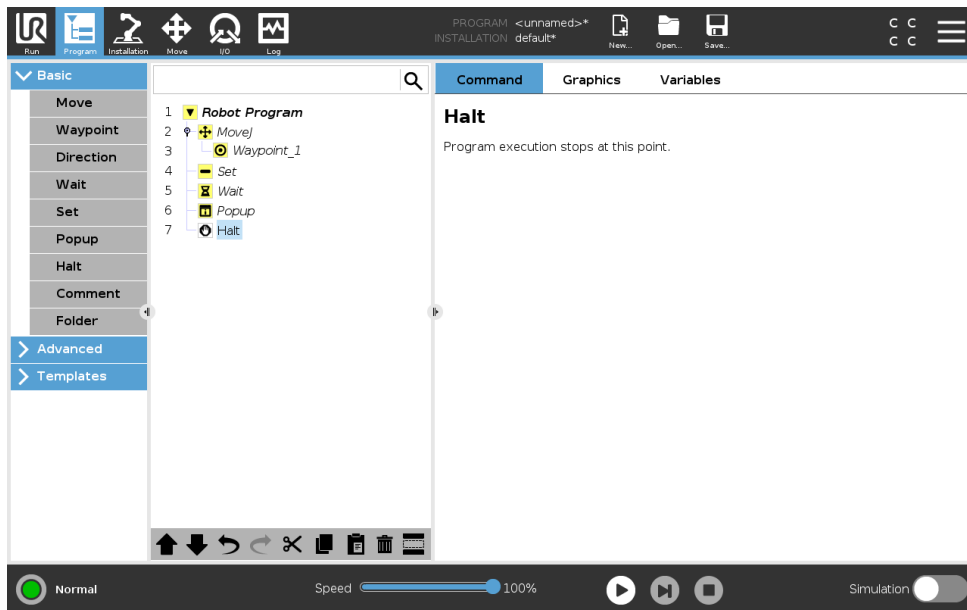 PROGRAM <unnamed>*
INSTALLATION default*
C C
C C
Run Program Installation Move I/O Log New... Open... Save...
Basic
Move
Waypoint
Direction
Wait
Set
Popup
Halt
Comment
Folder
Advanced
Templates
1 Robot Program
2 MoveJ
3 Waypoint_1
4 Set
5 Wait
6 Popup
7 Halt
Command Graphics Variables
Halt
Program execution stops at this point.
Normal Speed 100% Simulation